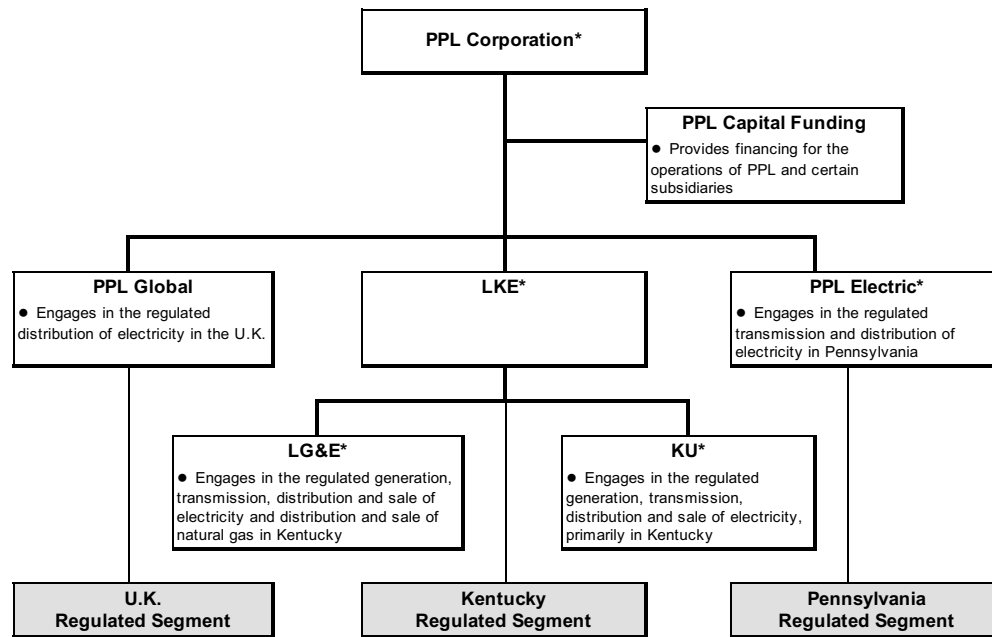 PPL Corporation*
PPL Capital Funding
● Provides financing for the
operations of PPL and certain
subsidiaries
PPL Global
● Engages in the regulated
distribution of electricity in the U.K.
LKE*
PPL Electric*
● Engages in the regulated
transmission and distribution of
electricity in Pennsylvania
LG&E*
● Engages in the regulated generation,
transmission, distribution and sale of
electricity and distribution and sale of
natural gas in Kentucky
KU*
● Engages in the regulated
generation, transmission,
distribution and sale of electricity,
primarily in Kentucky
U.K.
Regulated Segment
Kentucky
Regulated Segment
Pennsylvania
Regulated Segment